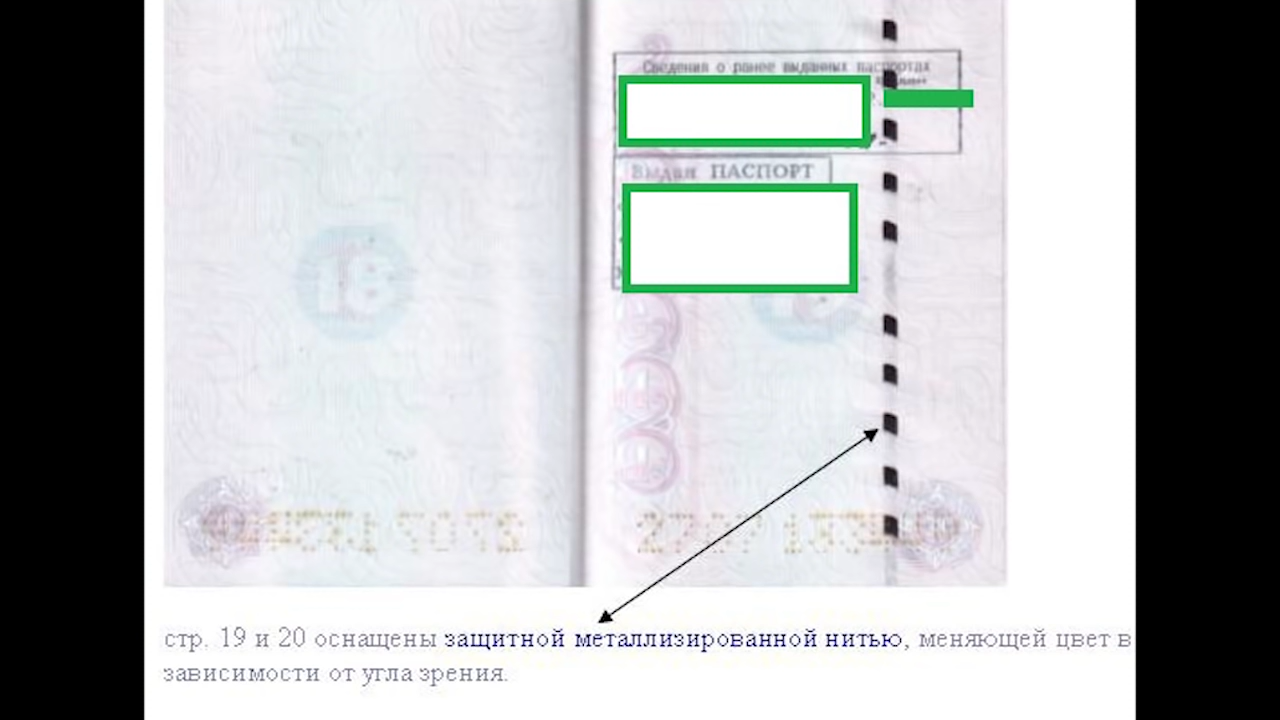 Сведения о ранее выданных паспортах
Выдан ПАСПОРТ
18
стр. 19 и 20 оснащены защитной металлизированной нитью, меняющей цвет в
зависимости от угла зрения.